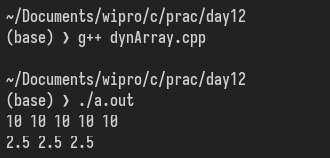 ~/Documents/wipro/c/prac/day12
(base) ❯ g++ dynArray.cpp
~/Documents/wipro/c/prac/day12
(base) ❯ ./a.out
10 10 10 10 10
2.5 2.5 2.5